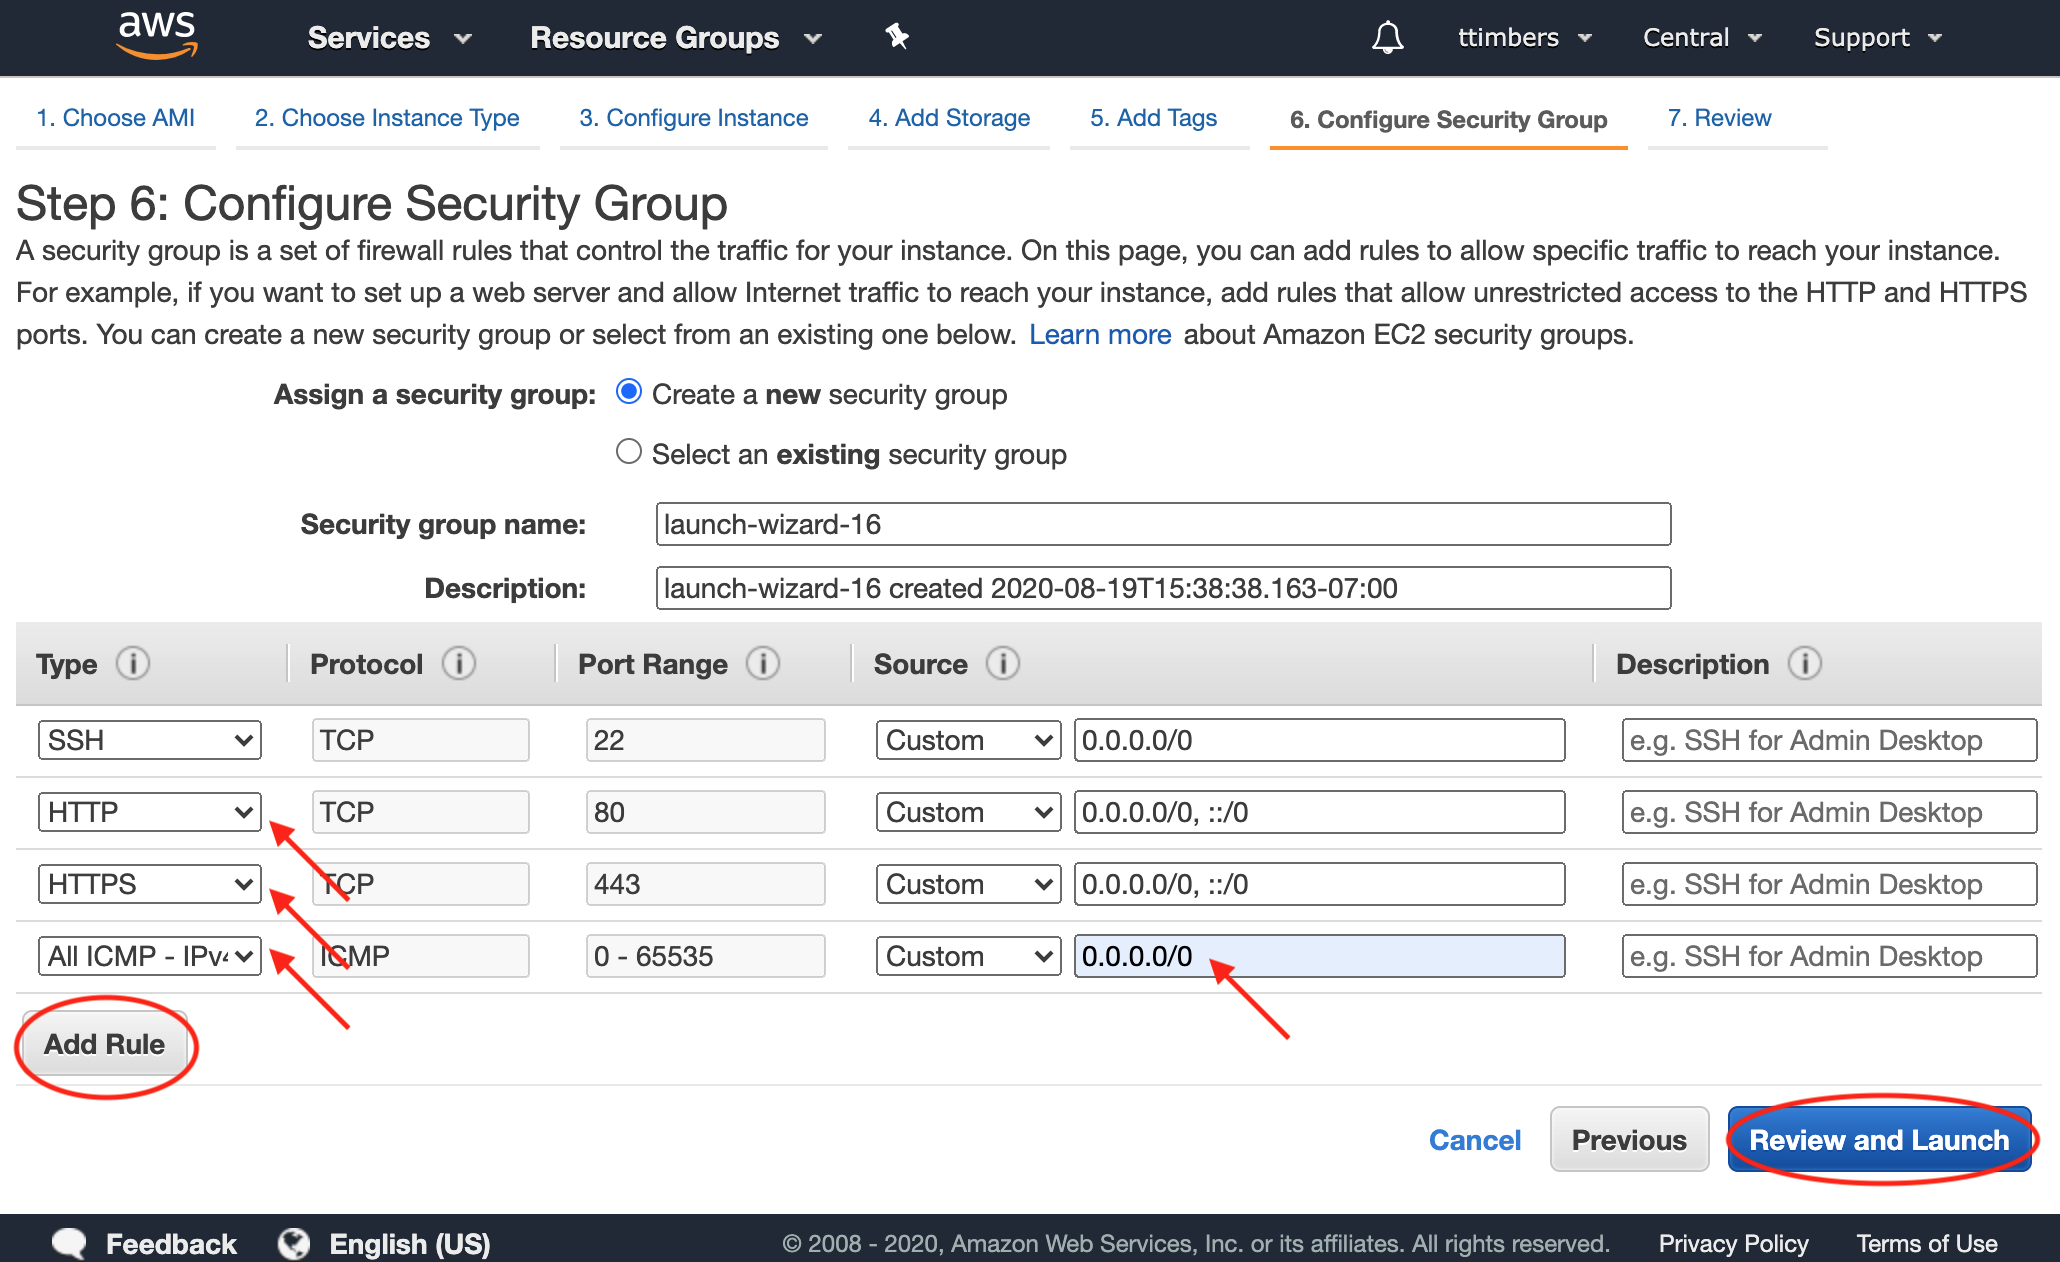 aws Services Resource Groups ttimbers Central Support
1. Choose AMI 2. Choose Instance Type 3. Configure Instance 4. Add Storage 5. Add Tags 6. Configure Security Group 7. Review
Step 6: Configure Security Group
A security group is a set of firewall rules that control the traffic for your instance. On this page, you can add rules to allow specific traffic to reach your instance.
For example, if you want to set up a web server and allow Internet traffic to reach your instance, add rules that allow unrestricted access to the HTTP and HTTPS
ports. You can create a new security group or select from an existing one below. Learn more about Amazon EC2 security groups.
Assign a security group: Create a new security group
Select an existing security group
Security group name: launch-wizard-16
Description: launch-wizard-16 created 2020-08-19T15:38:38.163-07:00
Type i Protocol i Port Range i Source i Description i
SSH TCP 22 Custom 0.0.0.0/0 e.g. SSH for Admin Desktop
HTTP TCP 80 Custom 0.0.0.0/0, ::/0 e.g. SSH for Admin Desktop
HTTPS TCP 443 Custom 0.0.0.0/0, ::/0 e.g. SSH for Admin Desktop
All ICMP - IPv4 ICMP 0 - 65535 Custom 0.0.0.0/0 e.g. SSH for Admin Desktop
Add Rule
Cancel Previous Review and Launch
Feedback English (US) © 2008 - 2020, Amazon Web Services, Inc. or its affiliates. All rights reserved. Privacy Policy Terms of Use